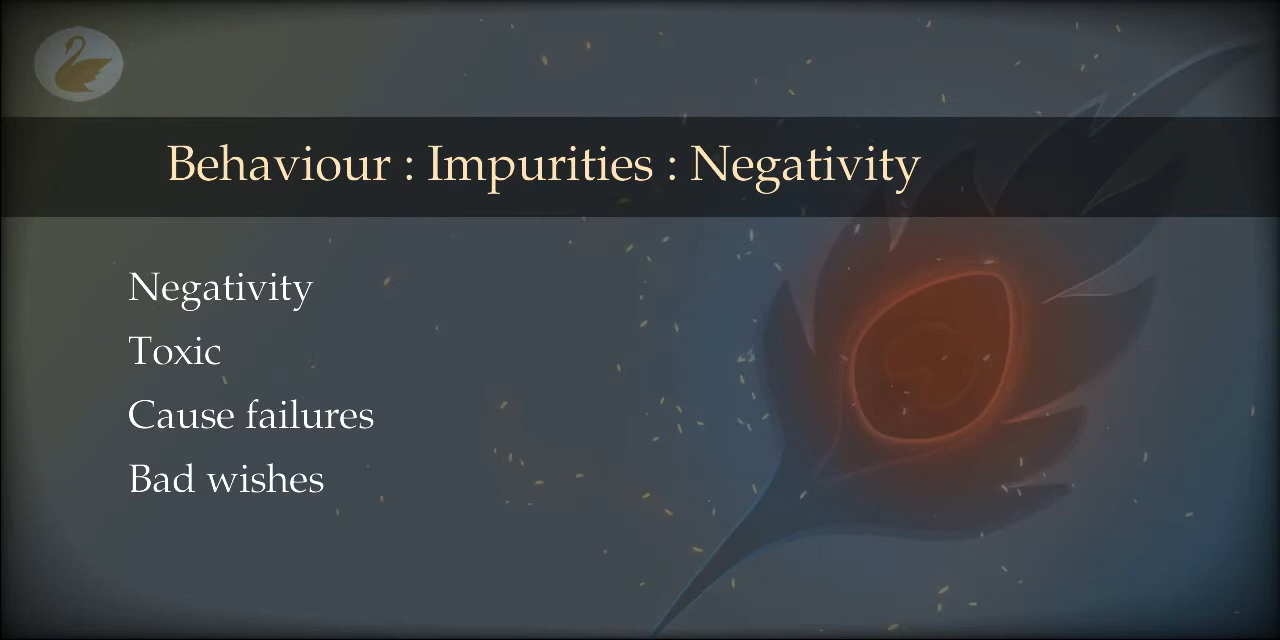 Behaviour : Impurities : Negativity
Negativity
Toxic
Cause failures
Bad wishes